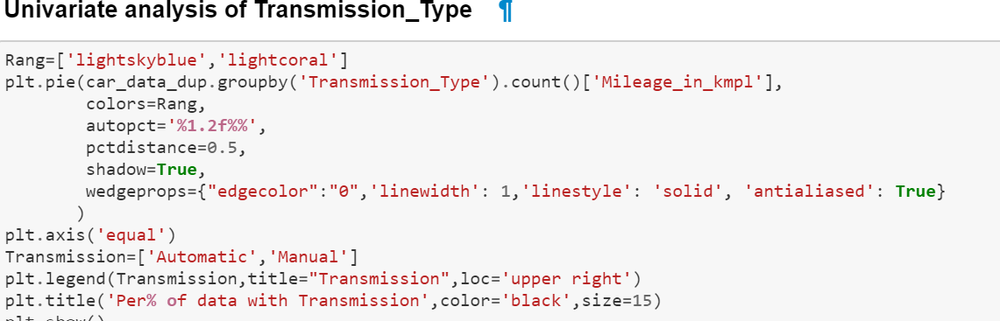 Univariate analysis of Transmission_Type ¶
Rang=['lightskyblue','lightcoral']
plt.pie(car_data_dup.groupby('Transmission_Type').count()['Mileage_in_kmpl'],
        colors=Rang,
        autopct='%1.2f%%',
        pctdistance=0.5,
        shadow=True,
        wedgeprops={"edgecolor":"0",'linewidth': 1,'linestyle': 'solid', 'antialiased': True}
       )
plt.axis('equal')
Transmission=['Automatic','Manual']
plt.legend(Transmission,title="Transmission",loc='upper right')
plt.title('Per% of data with Transmission',color='black',size=15)
plt.show()